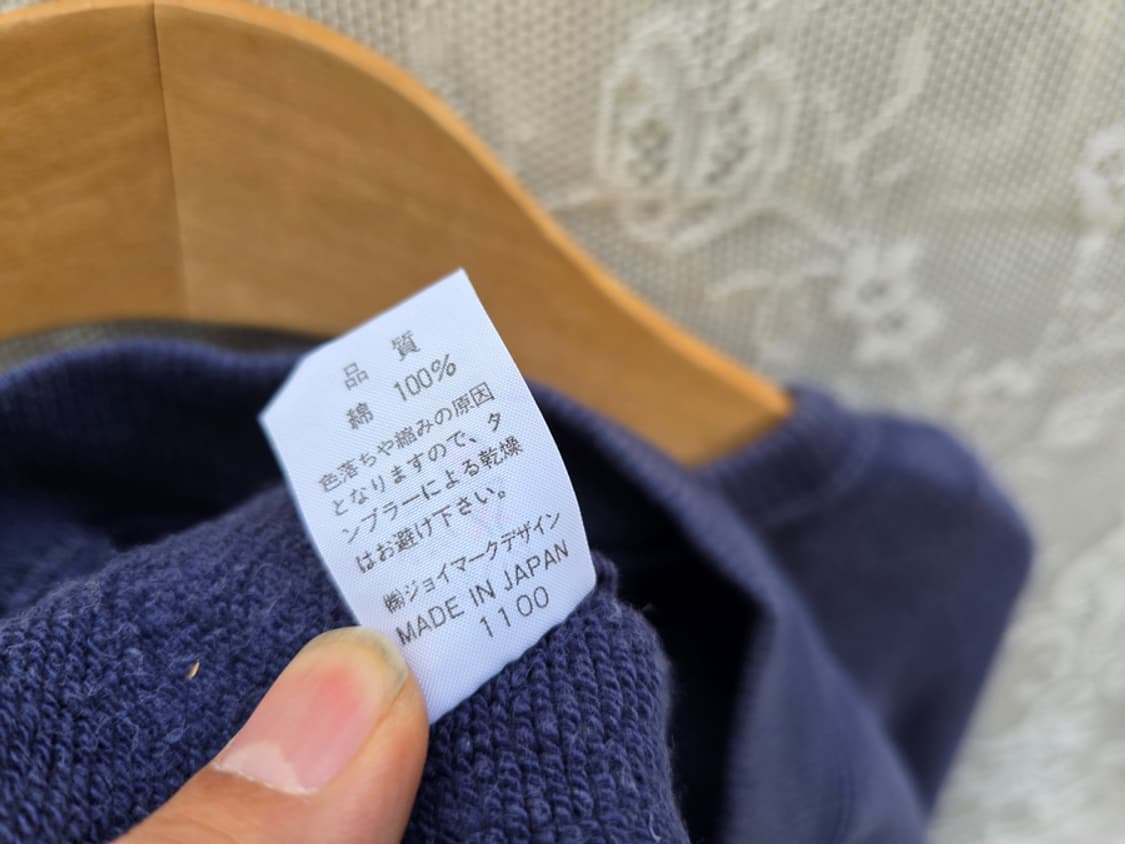 品 質
綿 100%
色落ちや縮みの原因
となりますので、タ
ンブラーによる乾燥
はお避け下さい。
㈱ジョイマークデザイン
MADE IN JAPAN
1100